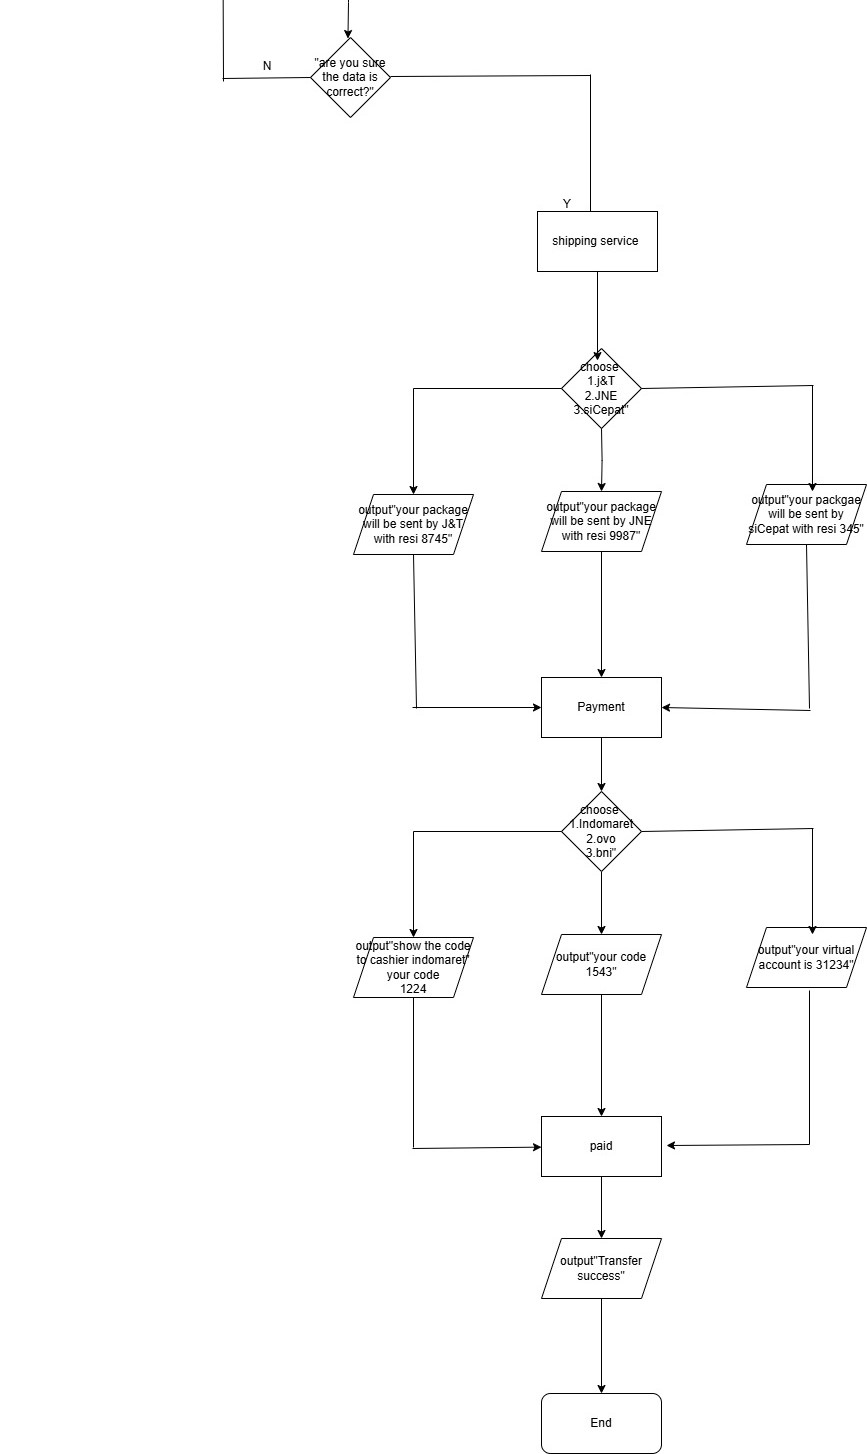 "are you sure
the data is
correct?"
N
Y
shipping service
choose
1.j&T
2.JNE
3.siCepat"
output"your package
will be sent by J&T
with resi 8745"
output"your package
will be sent by JNE
with resi 9987"
output"your packgae
will be sent by
siCepat with resi 345"
Payment
choose
1.Indomaret
2.ovo
3.bni"
output"show the code
to cashier indomaret"
your code
1224
output"your code
1543"
output"your virtual
account is 31234"
paid
output"Transfer
success"
End